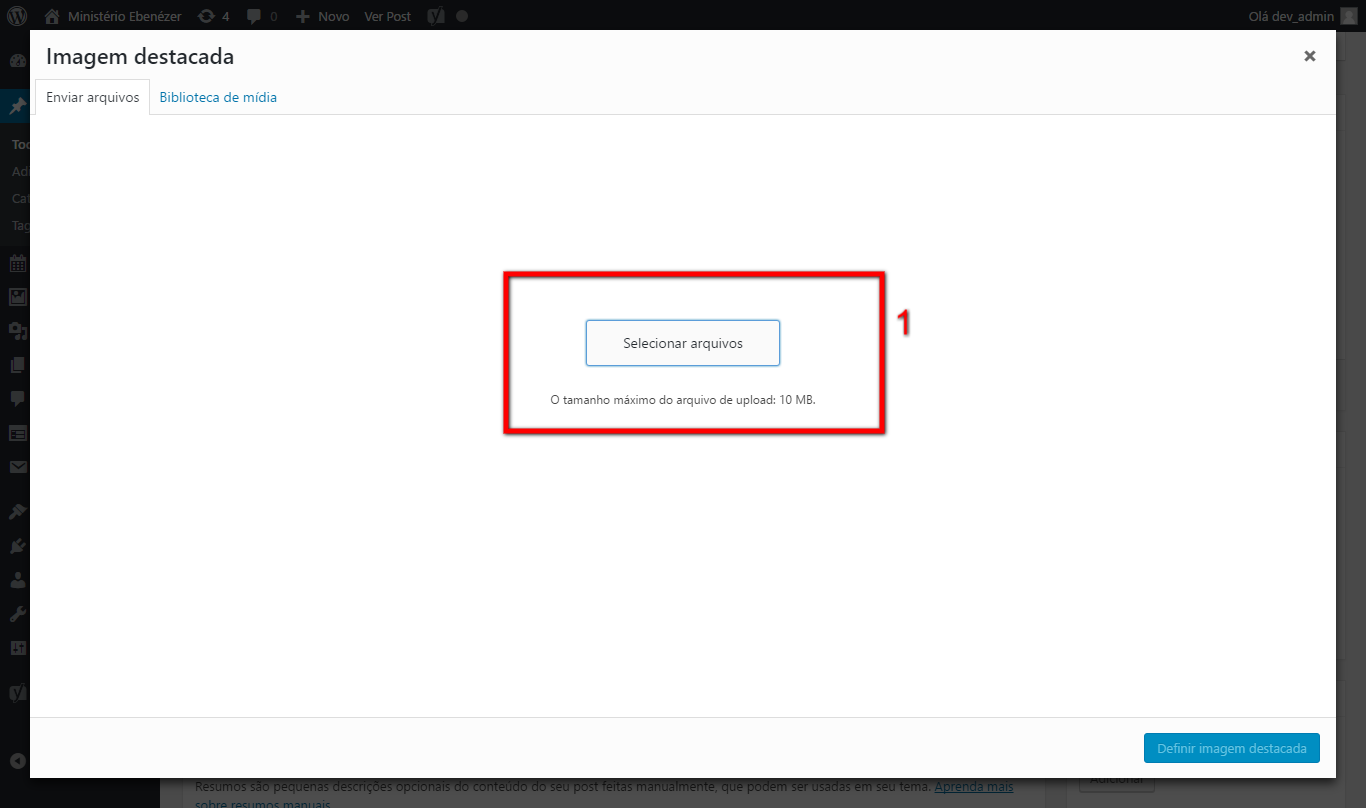 Ministério Ebenézer 4 0 Novo Ver Post Olá dev_admin
Imagem destacada
Enviar arquivos Biblioteca de mídia
Selecionar arquivos
1
O tamanho máximo do arquivo de upload: 10 MB.
Definir imagem destacada
Resumos são pequenas descrições opcionais do conteúdo do seu post feitas manualmente, que podem ser usadas em seu tema. Aprenda mais
sobre resumos manuais
Adicionar